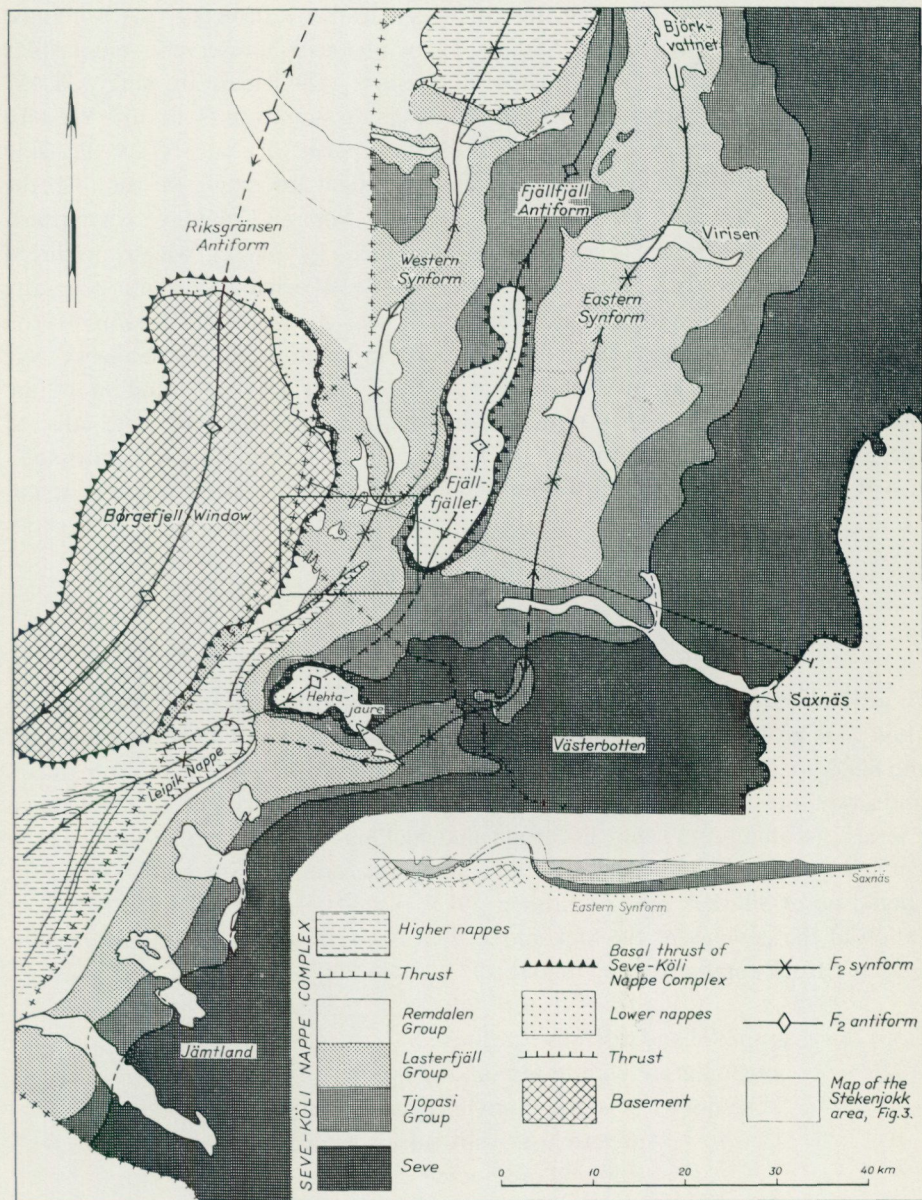 Björk-
vattnet
Riksgränsen
Antiform
Fjällfjäll
Antiform
Western
Synform
Virisen
Eastern
Synform
Fjäll-
fjället
Børgefjell Window
Hehta-
jaure
Saxnäs
Västerbotten
Leipik Nappe
Saxnäs
Eastern Synform
Jämtland
SEVE-KÖLI NAPPE COMPLEX
Higher nappes
Thrust
Remdalen
Group
Lasterfjäll
Group
Tjopasi
Group
Seve
Basal thrust of
Seve-Köli
Nappe Complex
Lower nappes
Thrust
Basement
F2 synform
F2 antiform
Map of the
Stekenjokk
area, Fig.3.
0 10 20 30 40 km